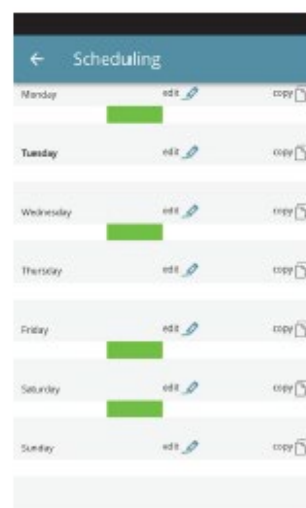 Scheduling
Monday edit copy
Tuesday edit copy
Wednesday edit copy
Thursday edit copy
Friday edit copy
Saturday edit copy
Sunday edit copy